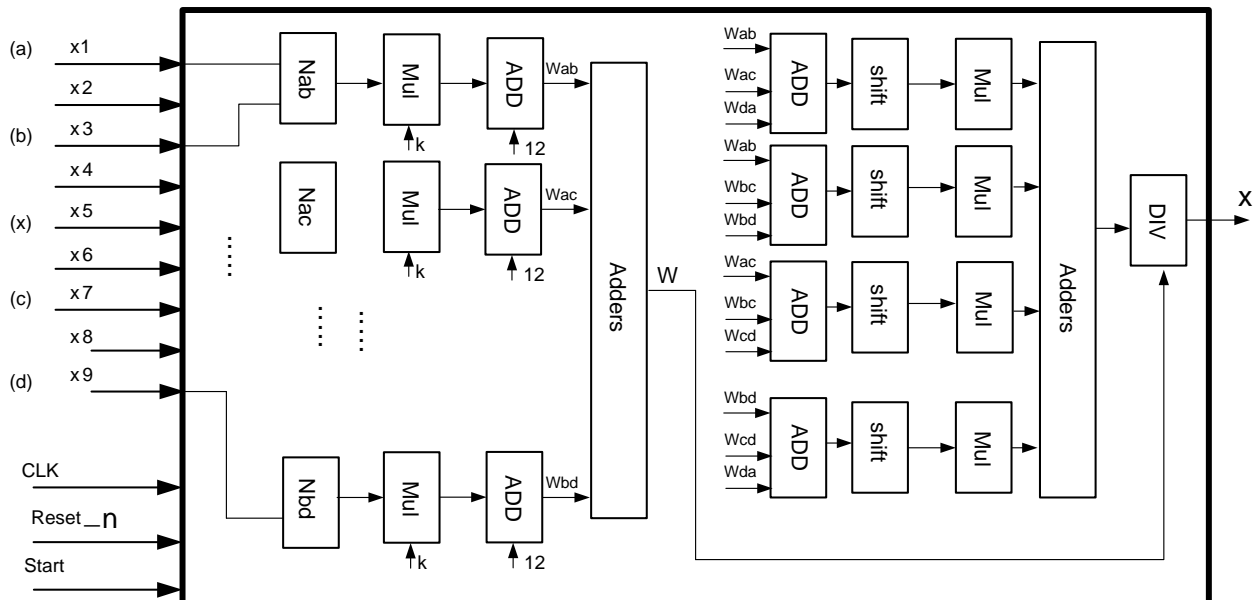 (a) x1
x2
(b) x3
x4
(x) x5
x6
(c) x7
x8
(d) x9
CLK
Reset_n
Start
Nab
Mul
k
ADD
12
Wab
Nac
Mul
k
ADD
12
Wac
Nbd
Mul
k
ADD
12
Wbd
Adders
W
Wab
Wac
Wda
ADD
shift
Mul
Wab
Wbc
Wbd
ADD
shift
Mul
Wac
Wbc
Wcd
ADD
shift
Mul
Wbd
Wcd
Wda
ADD
shift
Mul
Adders
DIV
x